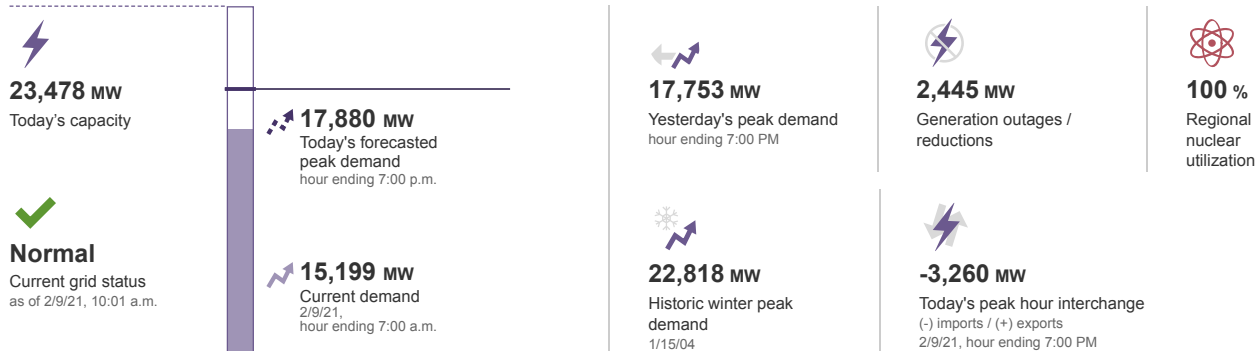 23,478 MW
Today's capacity
Normal
Current grid status
as of 2/9/21, 10:01 a.m.
17,880 MW
Today's forecasted
peak demand
hour ending 7:00 p.m.
15,199 MW
Current demand
2/9/21,
hour ending 7:00 a.m.
17,753 MW
Yesterday's peak demand
hour ending 7:00 PM
2,445 MW
Generation outages /
reductions
100 %
Regional
nuclear
utilization
22,818 MW
Historic winter peak
demand
1/15/04
-3,260 MW
Today's peak hour interchange
(-) imports / (+) exports
2/9/21, hour ending 7:00 PM